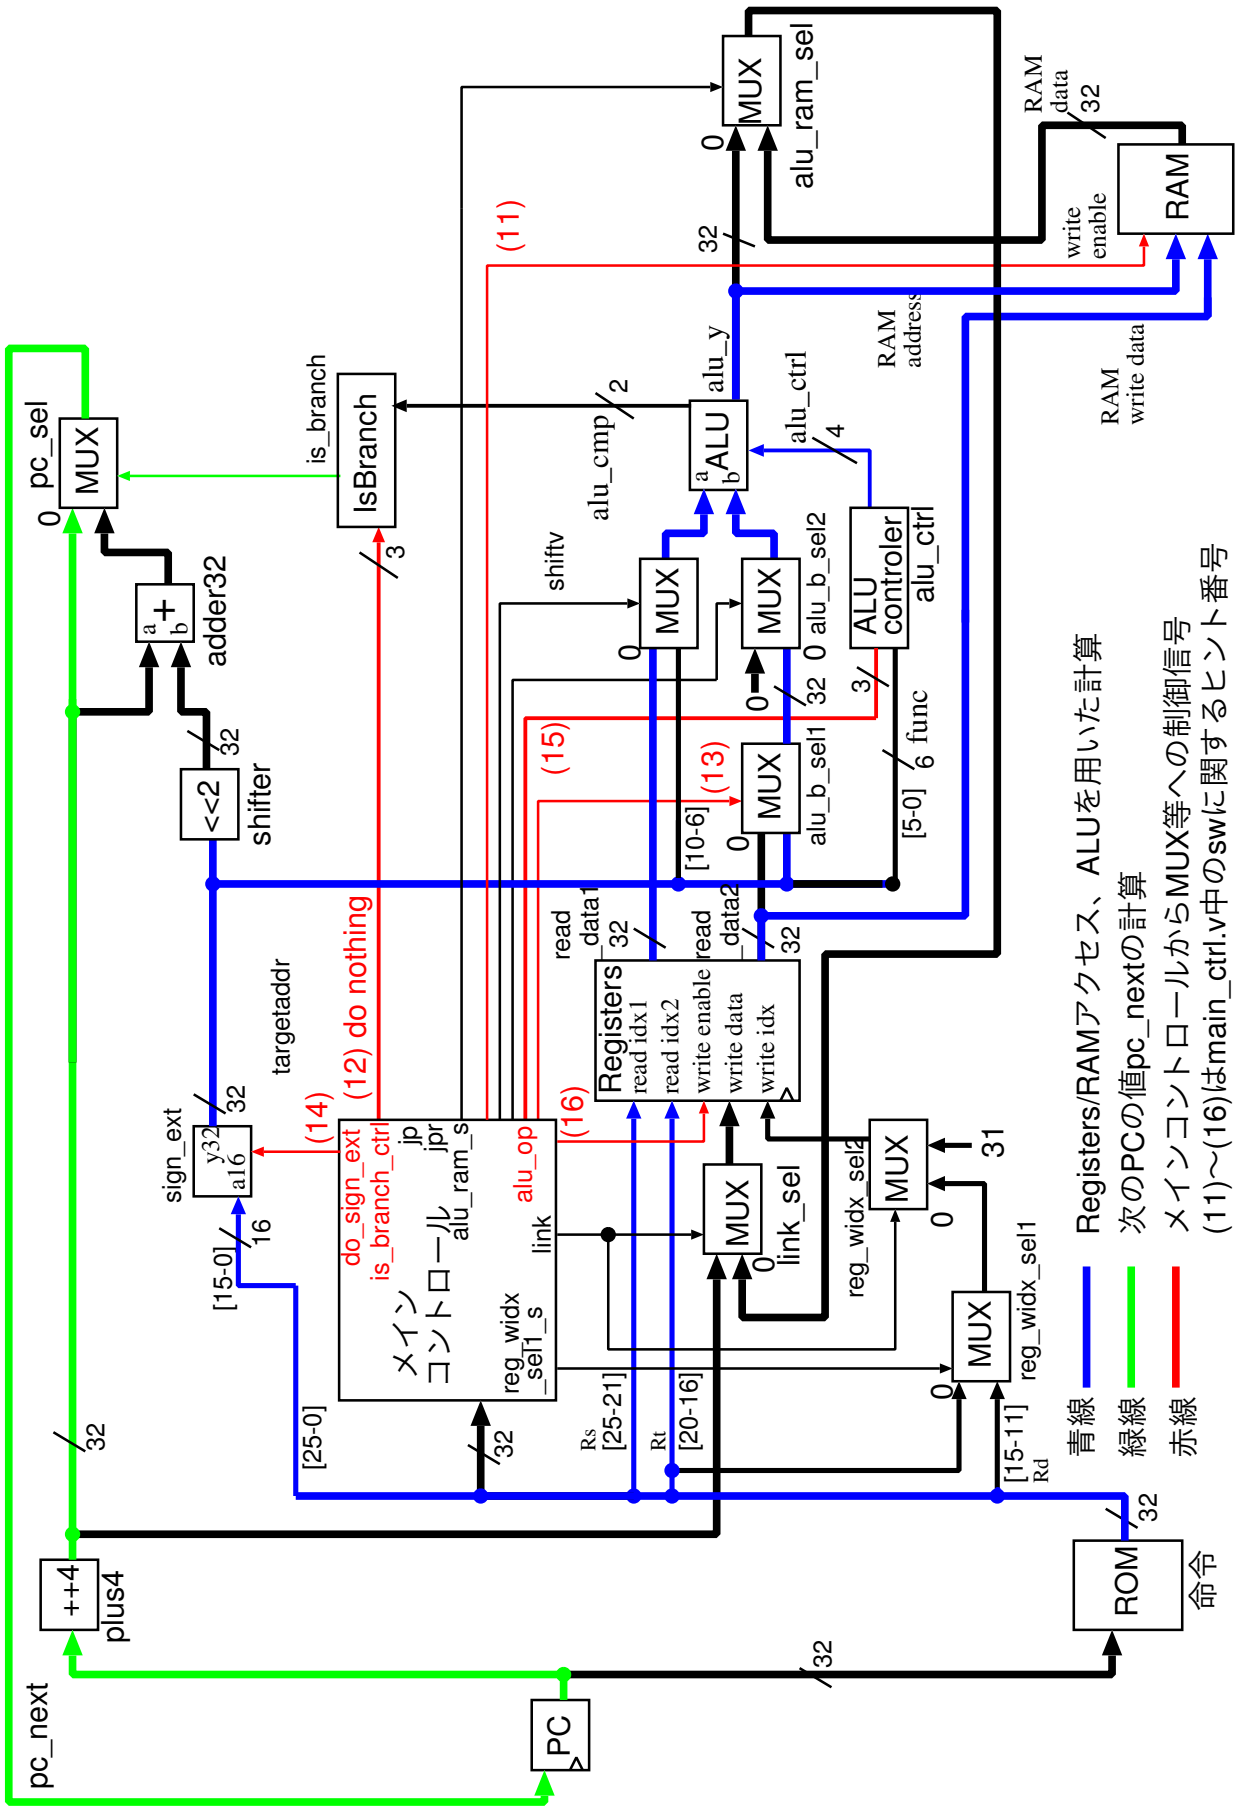 pc_next
PC
++4
plus4
32
32
ROM
命令
32
[25-0]
[15-0]
16
sign_ext
a16
y32
32
targetaddr
(14)
(12) do nothing
do_sign_ext
is_branch_ctrl
jp
jpr
alu_ram_s
alu_op
link
reg_widx
_sel1_s
メイン
コントロール
32
Rs
[25-21]
Rt
[20-16]
[15-11]
Rd
0
MUX
reg_widx_sel1
0
MUX
31
reg_widx_sel2
MUX
0
link_sel
(16)
Registers
read idx1
read idx2
write enable
write data
write idx
read
_data1
32
read
_data2
32
<<2
shifter
32
a
b
+
adder32
0
MUX
pc_sel
is_branch
IsBranch
3
[10-6]
0
MUX
shiftv
(15)
(13)
0
MUX
alu_b_sel1
32
0
MUX
0
alu_b_sel2
[5-0]
6
func
3
ALU
controler
alu_ctrl
alu_ctrl
4
a
b
ALU
alu_cmp
2
alu_y
32
(11)
0
MUX
alu_ram_sel
RAM
address
RAM
write data
write
enable
RAM
RAM
data
32
青線
Registers/RAMアクセス、ALUを用いた計算
緑線
次のPCの値pc_nextの計算
赤線
メインコントロールからMUX等への制御信号
(11)〜(16)はmain_ctrl.v中のswに関するヒント番号